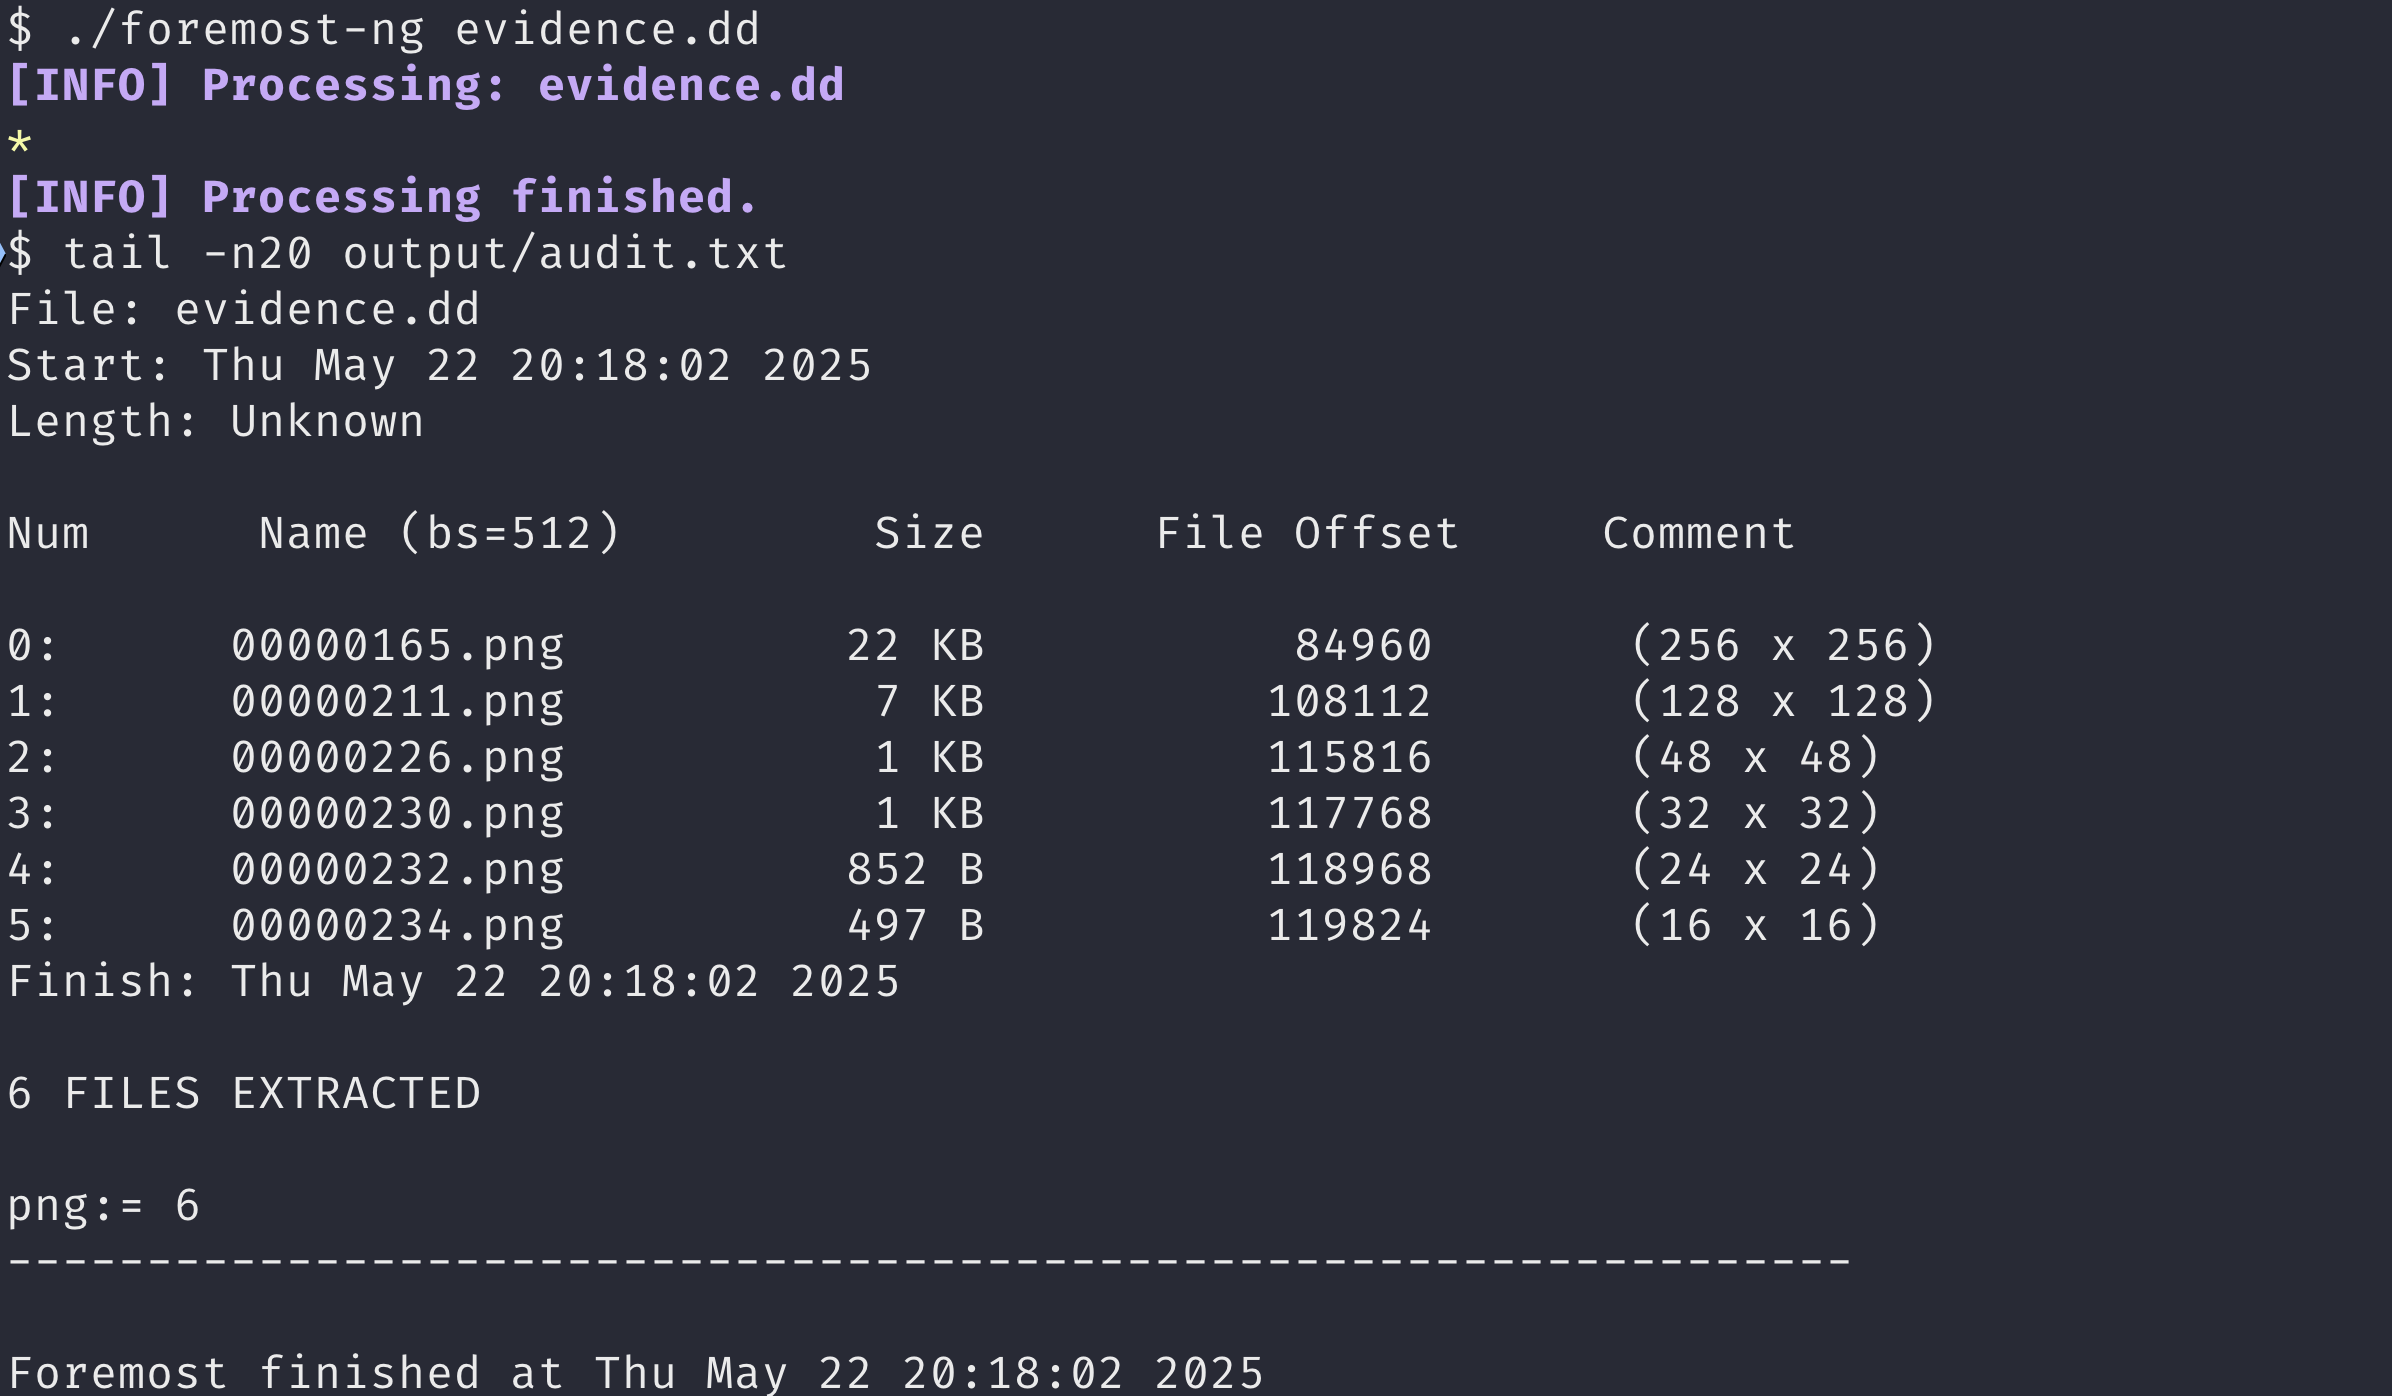 $ ./foremost-ng evidence.dd
[INFO] Processing: evidence.dd
*
[INFO] Processing finished.
$ tail -n20 output/audit.txt
File: evidence.dd
Start: Thu May 22 20:18:02 2025
Length: Unknown

Num      Name (bs=512)         Size      File Offset     Comment

0:      00000165.png          22 KB           84960       (256 x 256)
1:      00000211.png           7 KB          108112       (128 x 128)
2:      00000226.png           1 KB          115816       (48 x 48)
3:      00000230.png           1 KB          117768       (32 x 32)
4:      00000232.png          852 B          118968       (24 x 24)
5:      00000234.png          497 B          119824       (16 x 16)
Finish: Thu May 22 20:18:02 2025

6 FILES EXTRACTED

png:= 6
------------------------------------------------------------------

Foremost finished at Thu May 22 20:18:02 2025